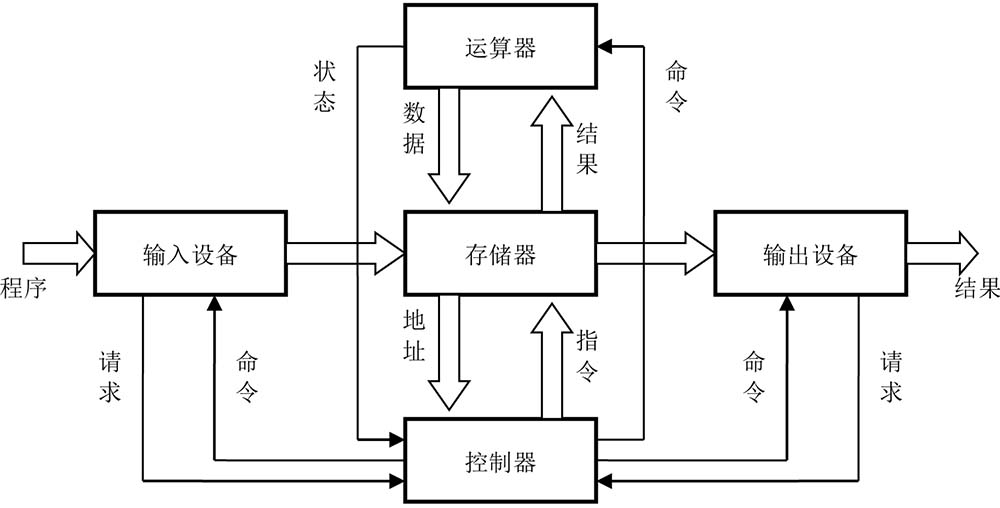 运算器
状态
命令
数据
结果
输入设备
存储器
输出设备
程序
结果
地址
指令
请求
命令
命令
请求
控制器